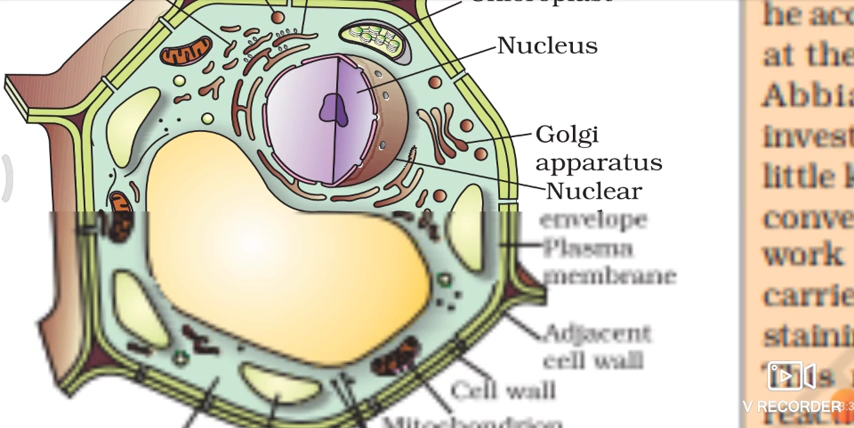 Chloroplast
Nucleus
Golgi
apparatus
Nuclear
envelope
Plasma
membrane
Adjacent
cell wall
Cell wall
Mitochondrion
he acc
at the
Abbia
invest
little k
conve
work
carrie
stainin
V RECORDER